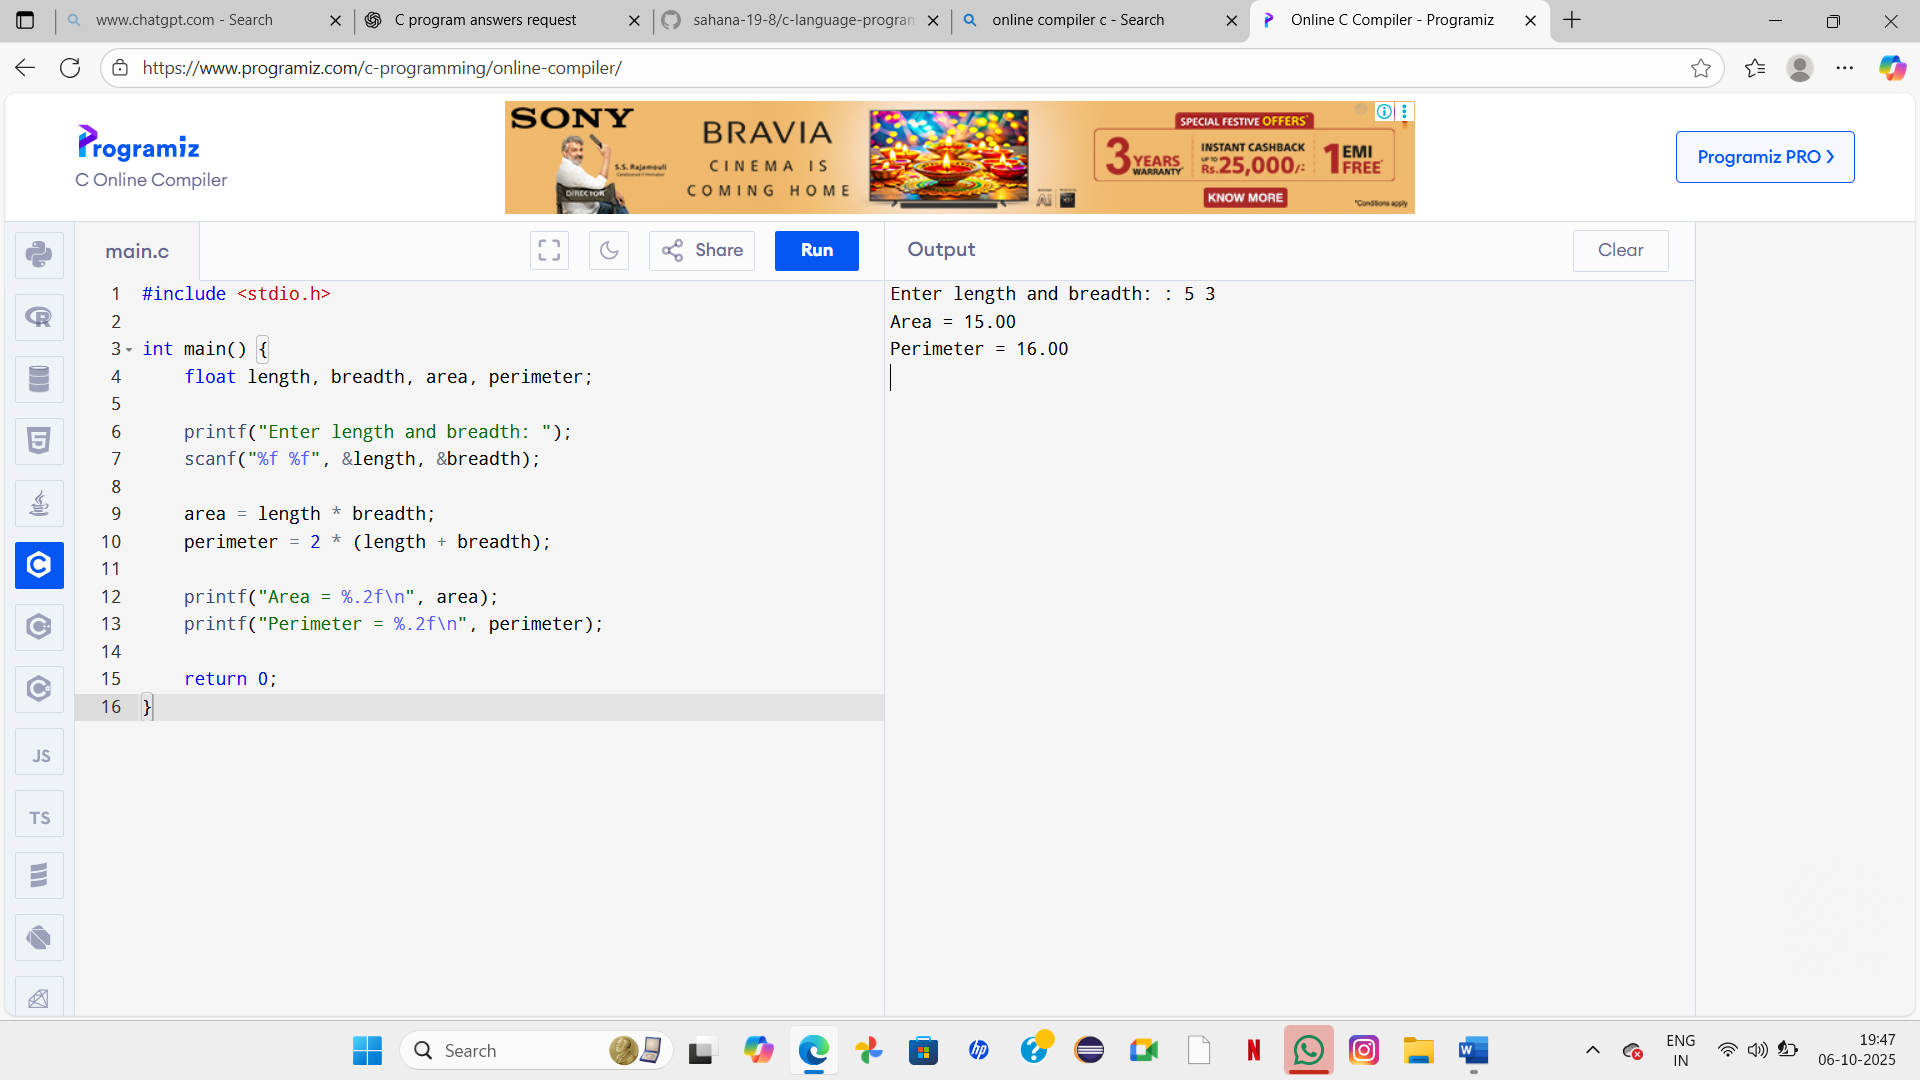 www.chatgpt.com - Search
C program answers request
sahana-19-8/c-language-program
online compiler c - Search
Online C Compiler - Programiz
https://www.programiz.com/c-programming/online-compiler/
Programiz
C Online Compiler
SONY
S.S. Rajamouli
DIRECTOR
BRAVIA
CINEMA IS
COMING HOME
AI
SPECIAL FESTIVE OFFERS*
3 YEARS WARRANTY*
INSTANT CASHBACK
UP TO Rs.25,000/-*
1 EMI FREE*
KNOW MORE
*Conditions apply
Programiz PRO
main.c
Share
Run
Output
Clear
1 #include <stdio.h>
2
3 int main() {
4     float length, breadth, area, perimeter;
5
6     printf("Enter length and breadth: ");
7     scanf("%f %f", &length, &breadth);
8
9     area = length * breadth;
10     perimeter = 2 * (length + breadth);
11
12     printf("Area = %.2f\n", area);
13     printf("Perimeter = %.2f\n", perimeter);
14
15     return 0;
16 }
Enter length and breadth: : 5 3
Area = 15.00
Perimeter = 16.00
JS
TS
Search
ENG
IN
19:47
06-10-2025